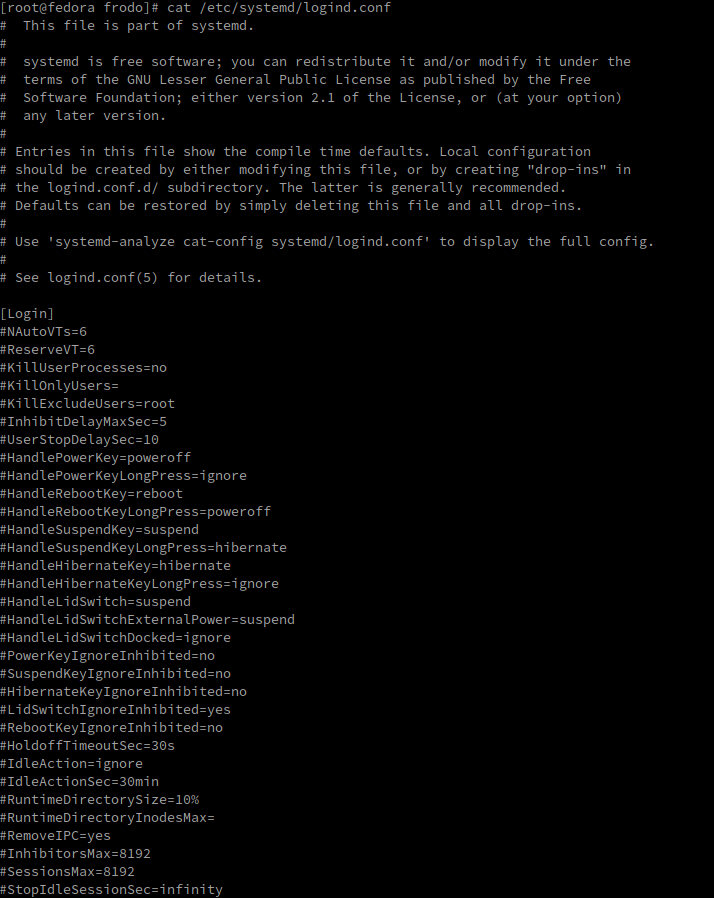 [root@fedora frodo]# cat /etc/systemd/logind.conf
#  This file is part of systemd.
#
#  systemd is free software; you can redistribute it and/or modify it under the
#  terms of the GNU Lesser General Public License as published by the Free
#  Software Foundation; either version 2.1 of the License, or (at your option)
#  any later version.
#
# Entries in this file show the compile time defaults. Local configuration
# should be created by either modifying this file, or by creating "drop-ins" in
# the logind.conf.d/ subdirectory. The latter is generally recommended.
# Defaults can be restored by simply deleting this file and all drop-ins.
#
# Use 'systemd-analyze cat-config systemd/logind.conf' to display the full config.
#
# See logind.conf(5) for details.

[Login]
#NAutoVTs=6
#ReserveVT=6
#KillUserProcesses=no
#KillOnlyUsers=
#KillExcludeUsers=root
#InhibitDelayMaxSec=5
#UserStopDelaySec=10
#HandlePowerKey=poweroff
#HandlePowerKeyLongPress=ignore
#HandleRebootKey=reboot
#HandleRebootKeyLongPress=poweroff
#HandleSuspendKey=suspend
#HandleSuspendKeyLongPress=hibernate
#HandleHibernateKey=hibernate
#HandleHibernateKeyLongPress=ignore
#HandleLidSwitch=suspend
#HandleLidSwitchExternalPower=suspend
#HandleLidSwitchDocked=ignore
#PowerKeyIgnoreInhibited=no
#SuspendKeyIgnoreInhibited=no
#HibernateKeyIgnoreInhibited=no
#LidSwitchIgnoreInhibited=yes
#RebootKeyIgnoreInhibited=no
#HoldoffTimeoutSec=30s
#IdleAction=ignore
#IdleActionSec=30min
#RuntimeDirectorySize=10%
#RuntimeDirectoryInodesMax=
#RemoveIPC=yes
#InhibitorsMax=8192
#SessionsMax=8192
#StopIdleSessionSec=infinity